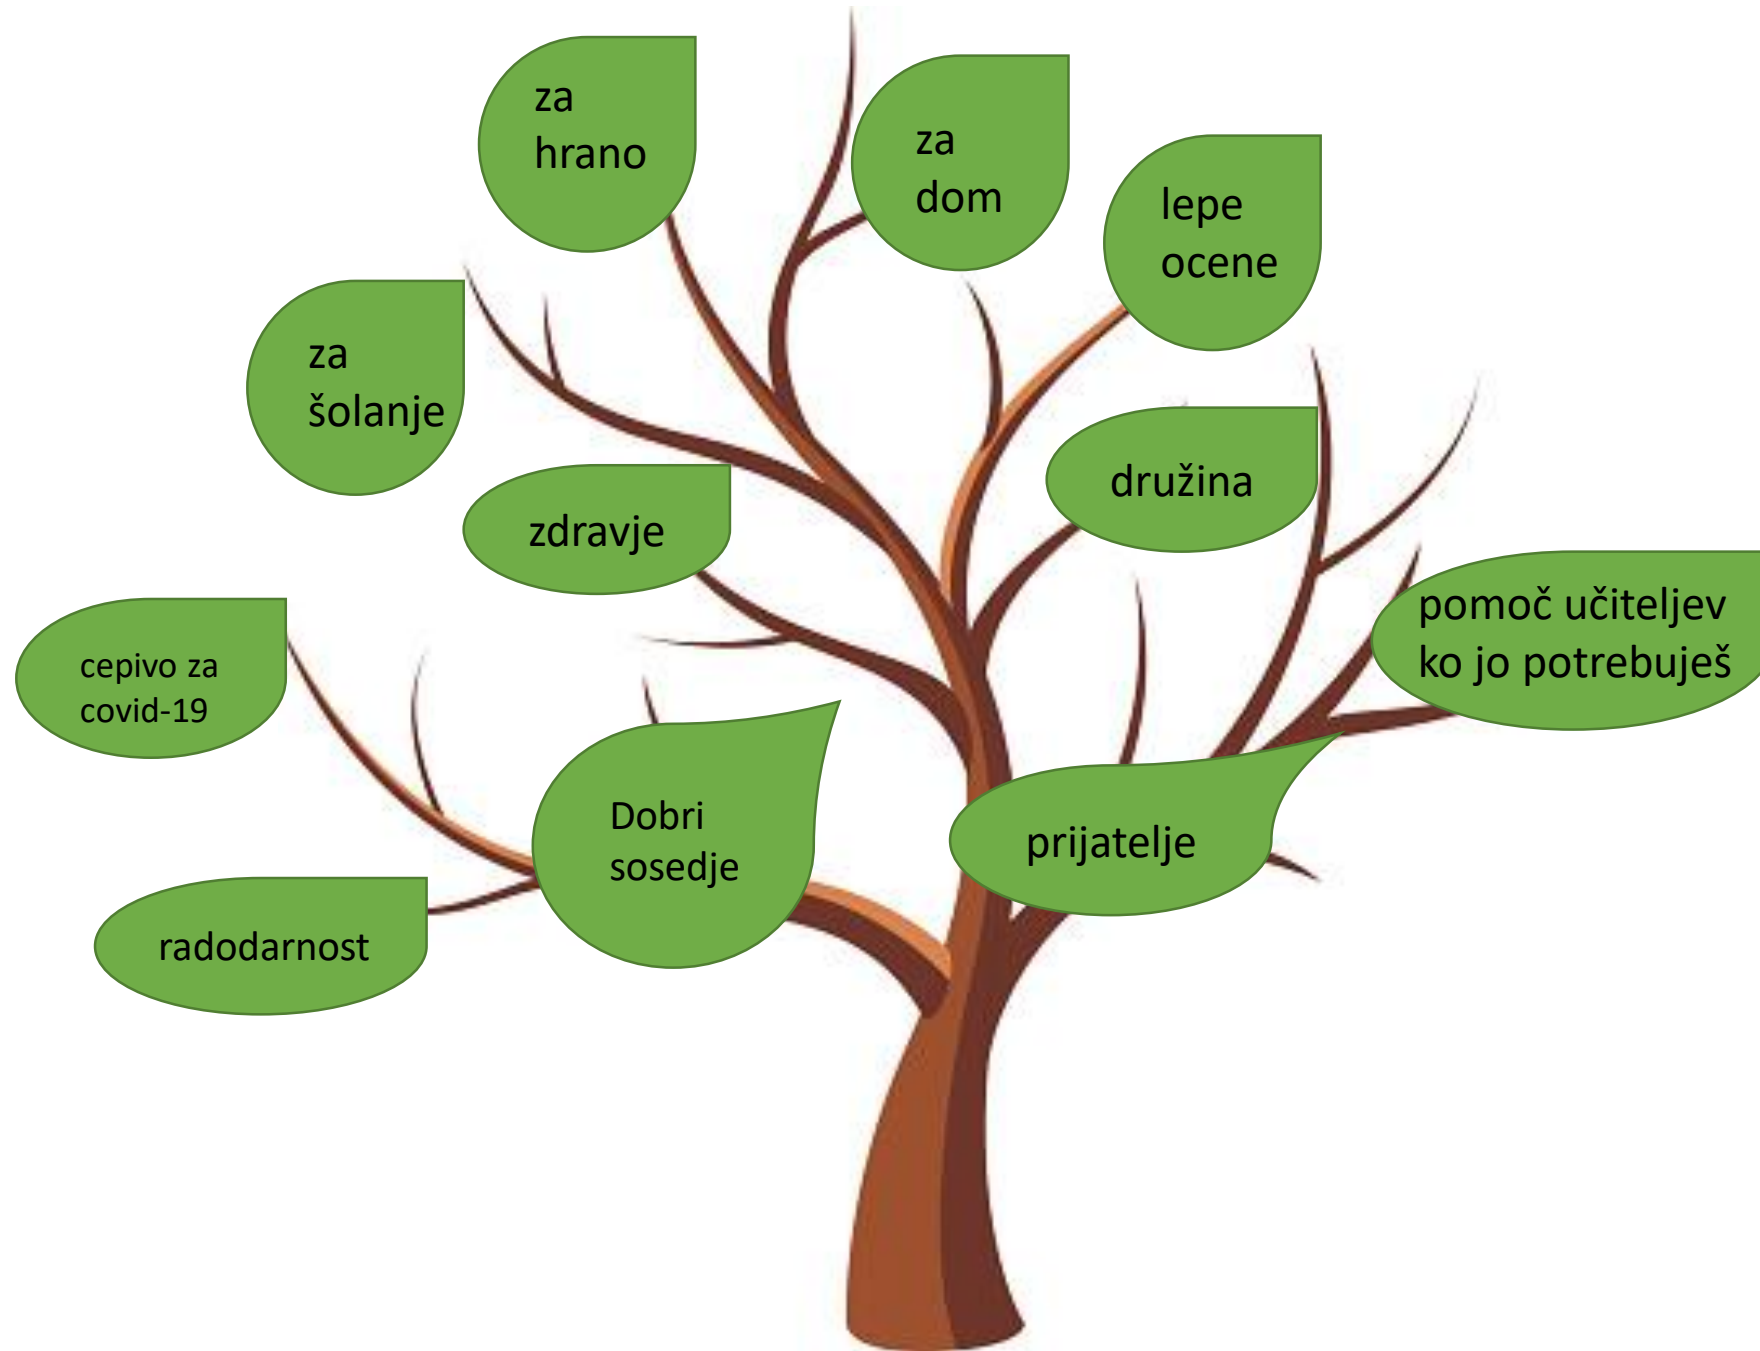 za
hrano
za
dom
lepe
ocene
za
šolanje
družina
zdravje
pomoč učiteljev
ko jo potrebuješ
cepivo za
covid-19
Dobri
sosedje
prijatelje
radodarnost